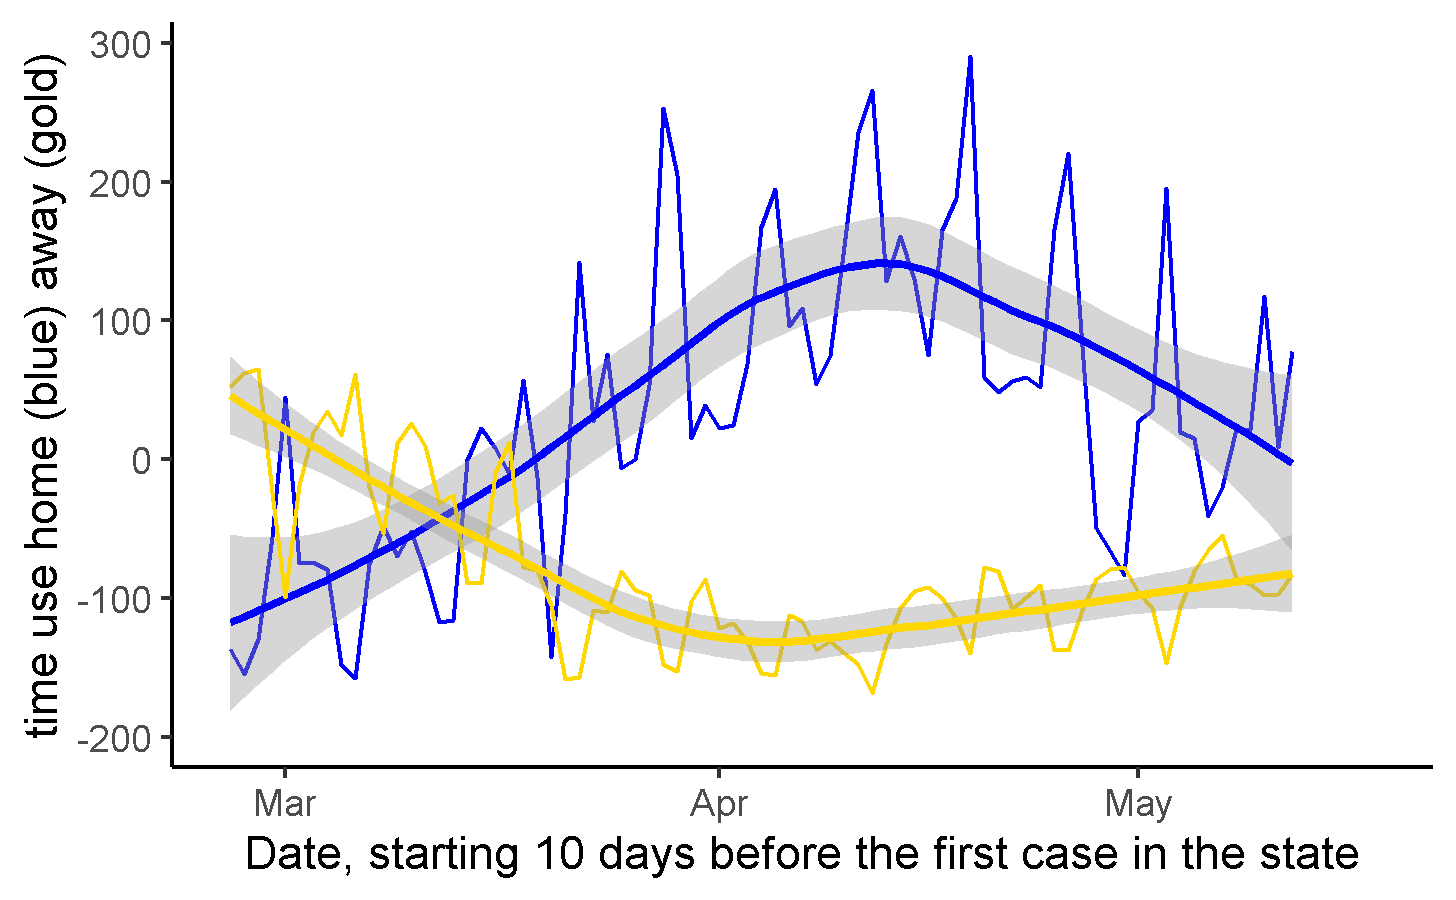 time use home (blue) away (gold)
300
200
100
0
-100
-200
Mar Apr May
Date, starting 10 days before the first case in the state